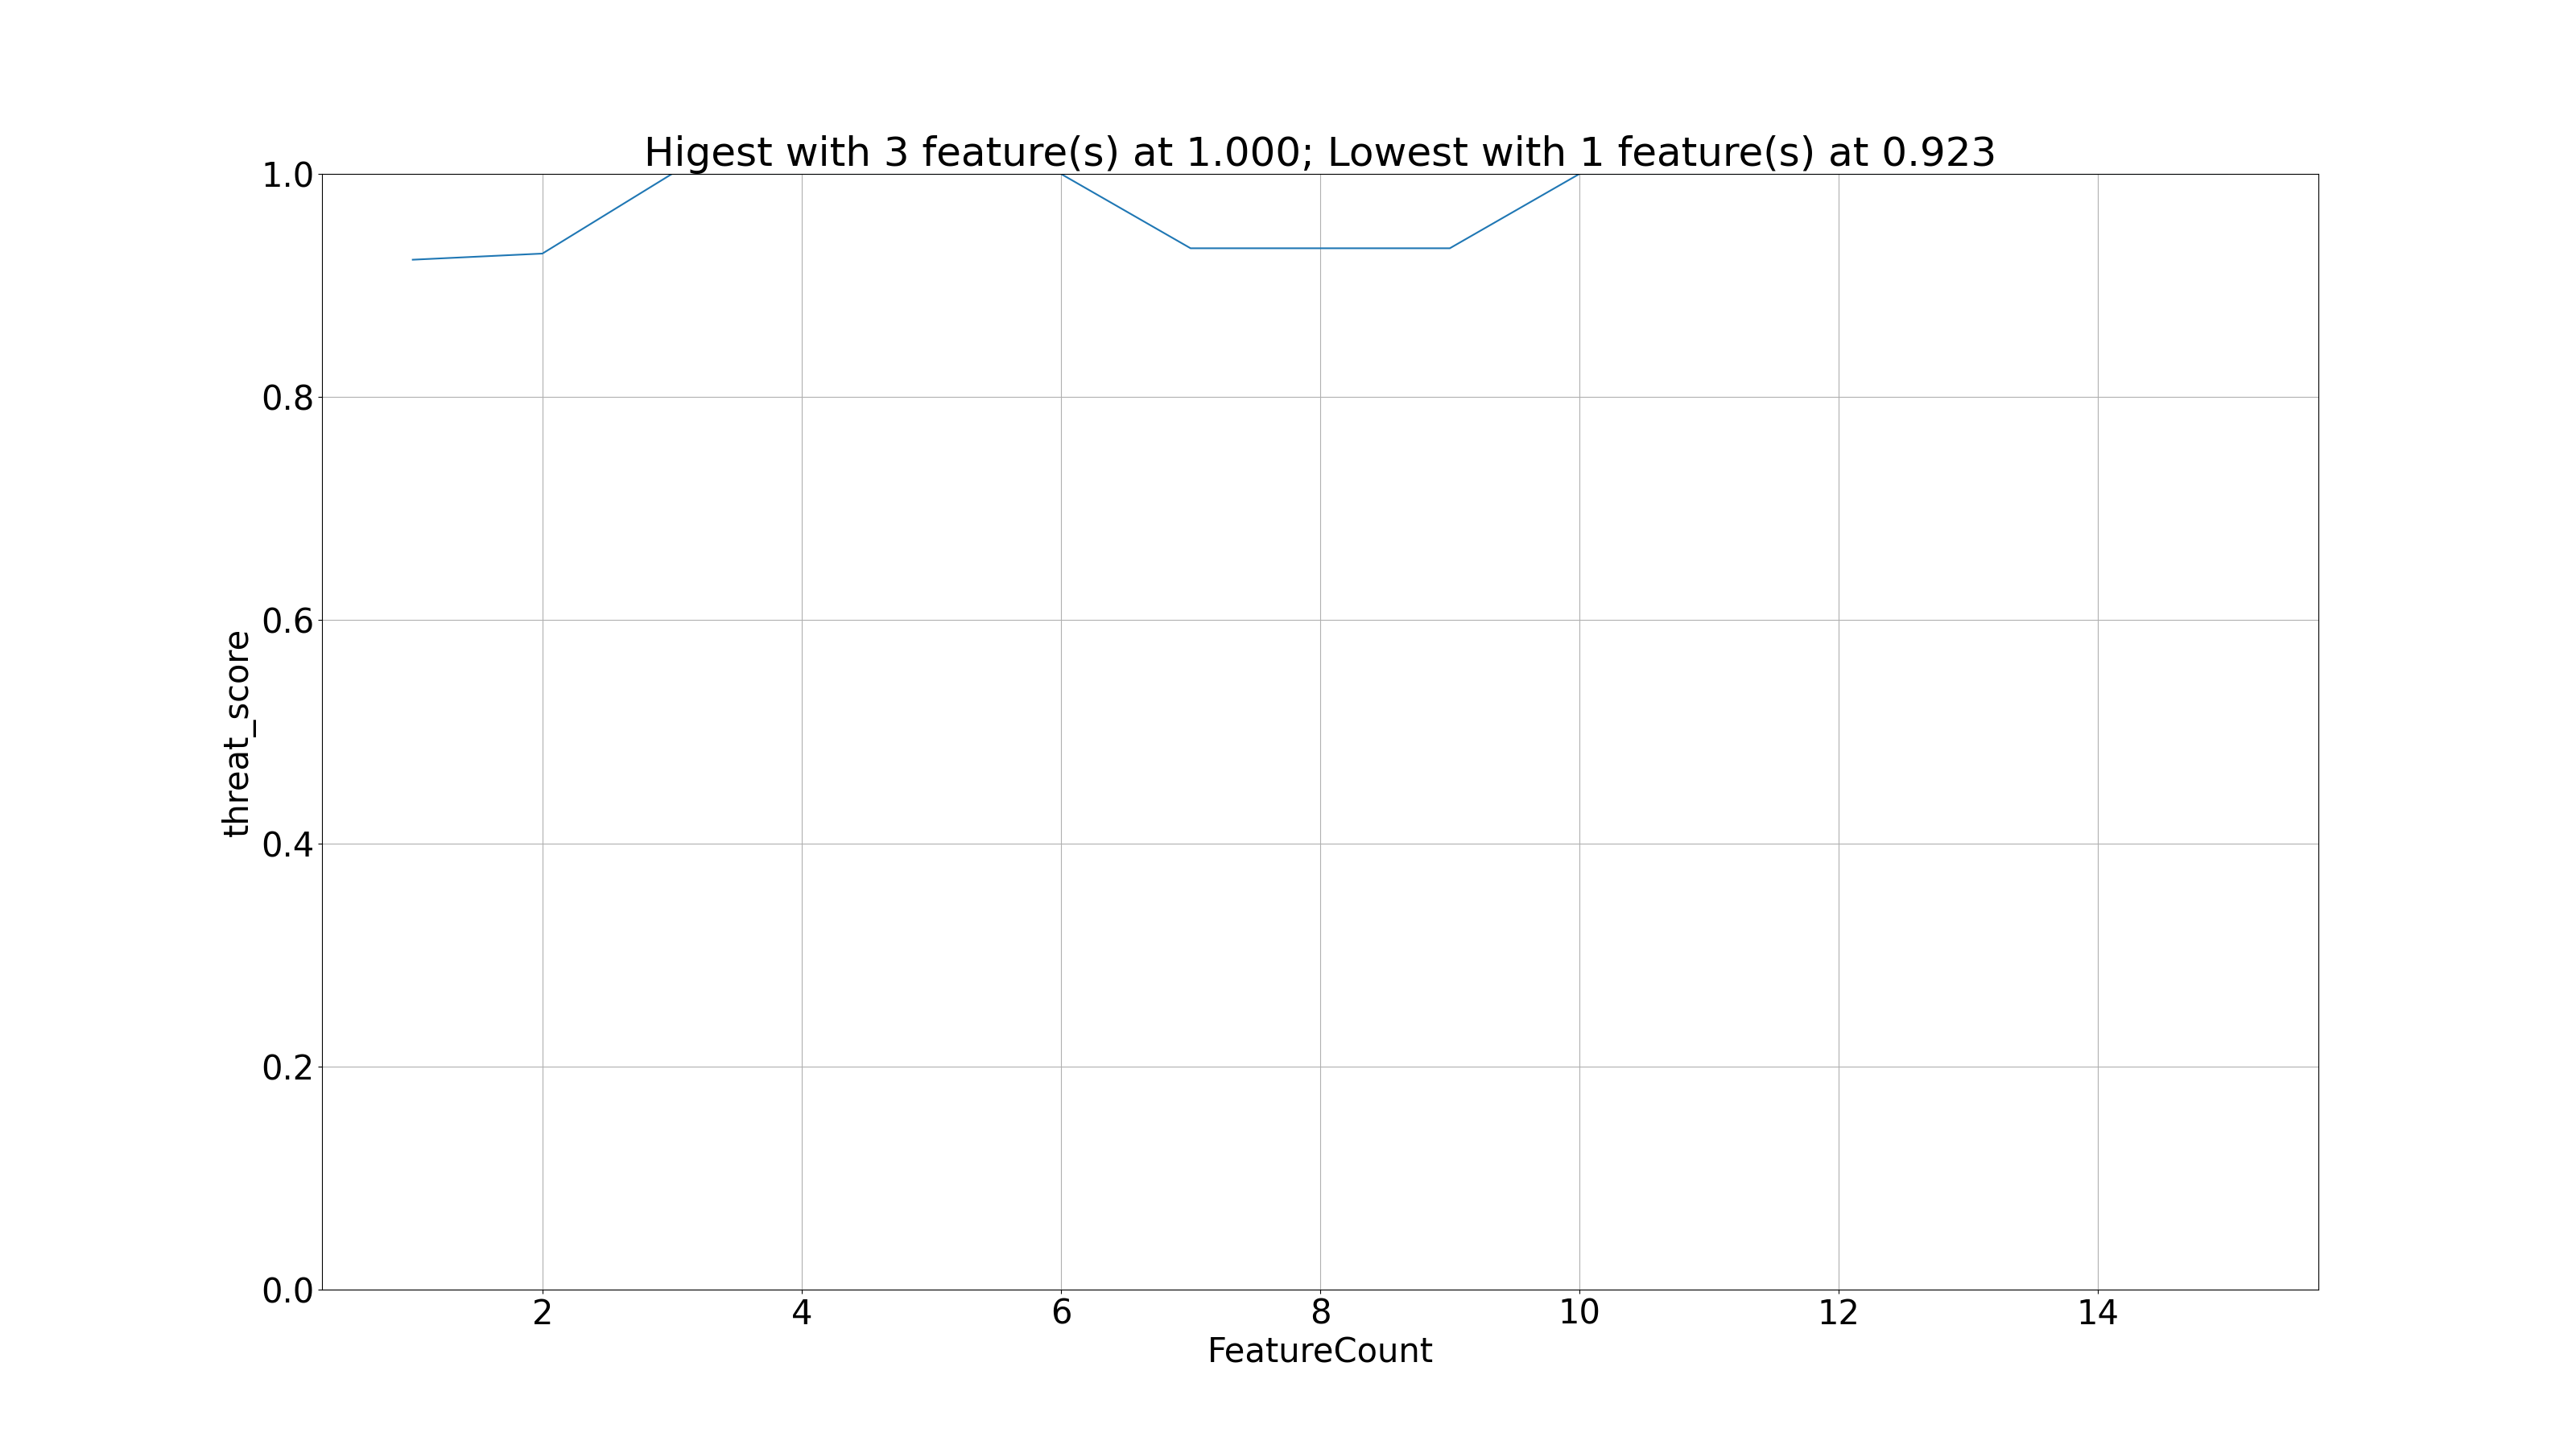 Higest with 3 feature(s) at 1.000; Lowest with 1 feature(s) at 0.923
1.0
0.8
0.6
0.4
0.2
0.0
threat_score
2 4 6 8 10 12 14
FeatureCount